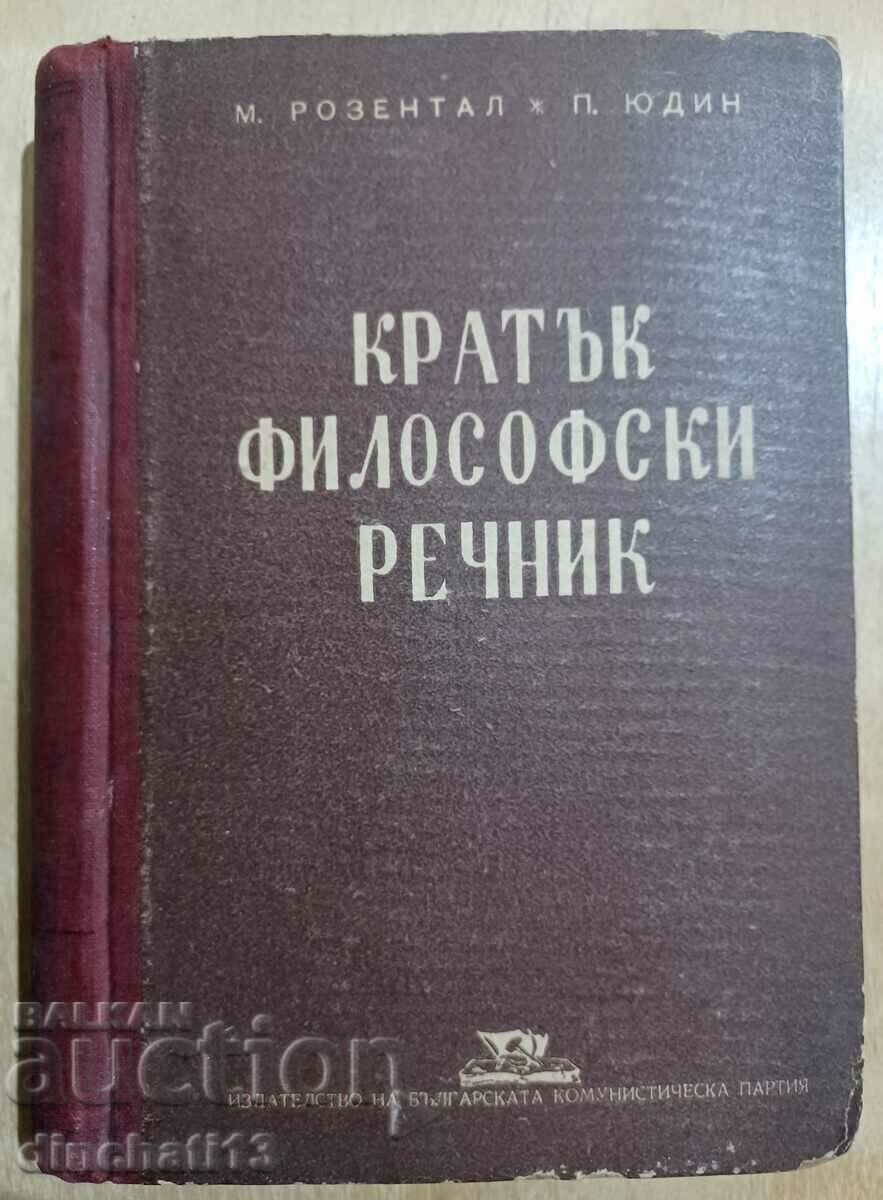 М. РОЗЕНТАЛ * П. ЮДИН
КРАТЪК
ФИЛОСОФСКИ
РЕЧНИК
ИЗДАТЕЛСТВО НА БЪЛГАРСКАТА КОМУНИСТИЧЕСКА ПАРТИЯ
BALKAN
auction
dinchati13